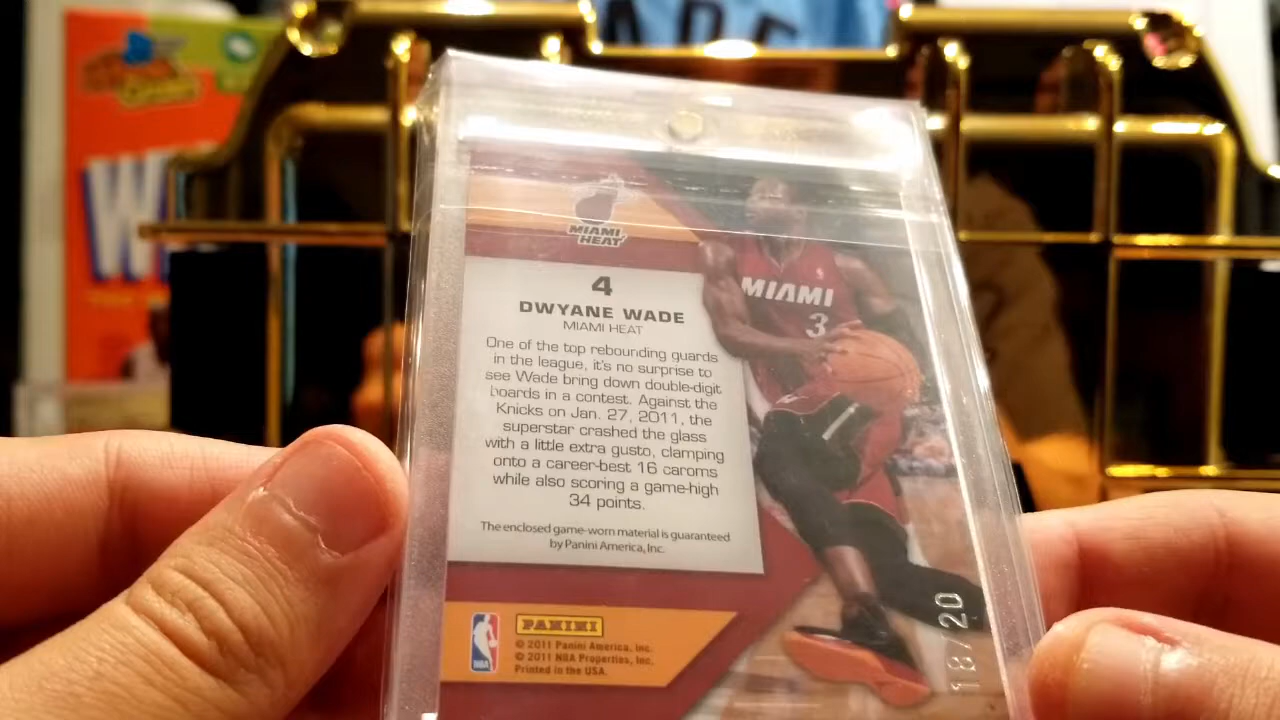 WADE
W
MIAMI
HEAT
4
DWYANE WADE
MIAMI HEAT
One of the top rebounding guards
in the league, it's no surprise to
see Wade bring down double-digit
boards in a contest. Against the
Knicks on Jan. 27, 2011, the
superstar crashed the glass
with a little extra gusto, clamping
onto a career-best 16 caroms
while also scoring a game-high
34 points.
The enclosed game-worn material is guaranteed
by Panini America, Inc.
MIAMI
3
NBA
PANINI
© 2011 Panini America, Inc.
© 2011 NBA Properties, Inc.
Printed in the USA.
18/20